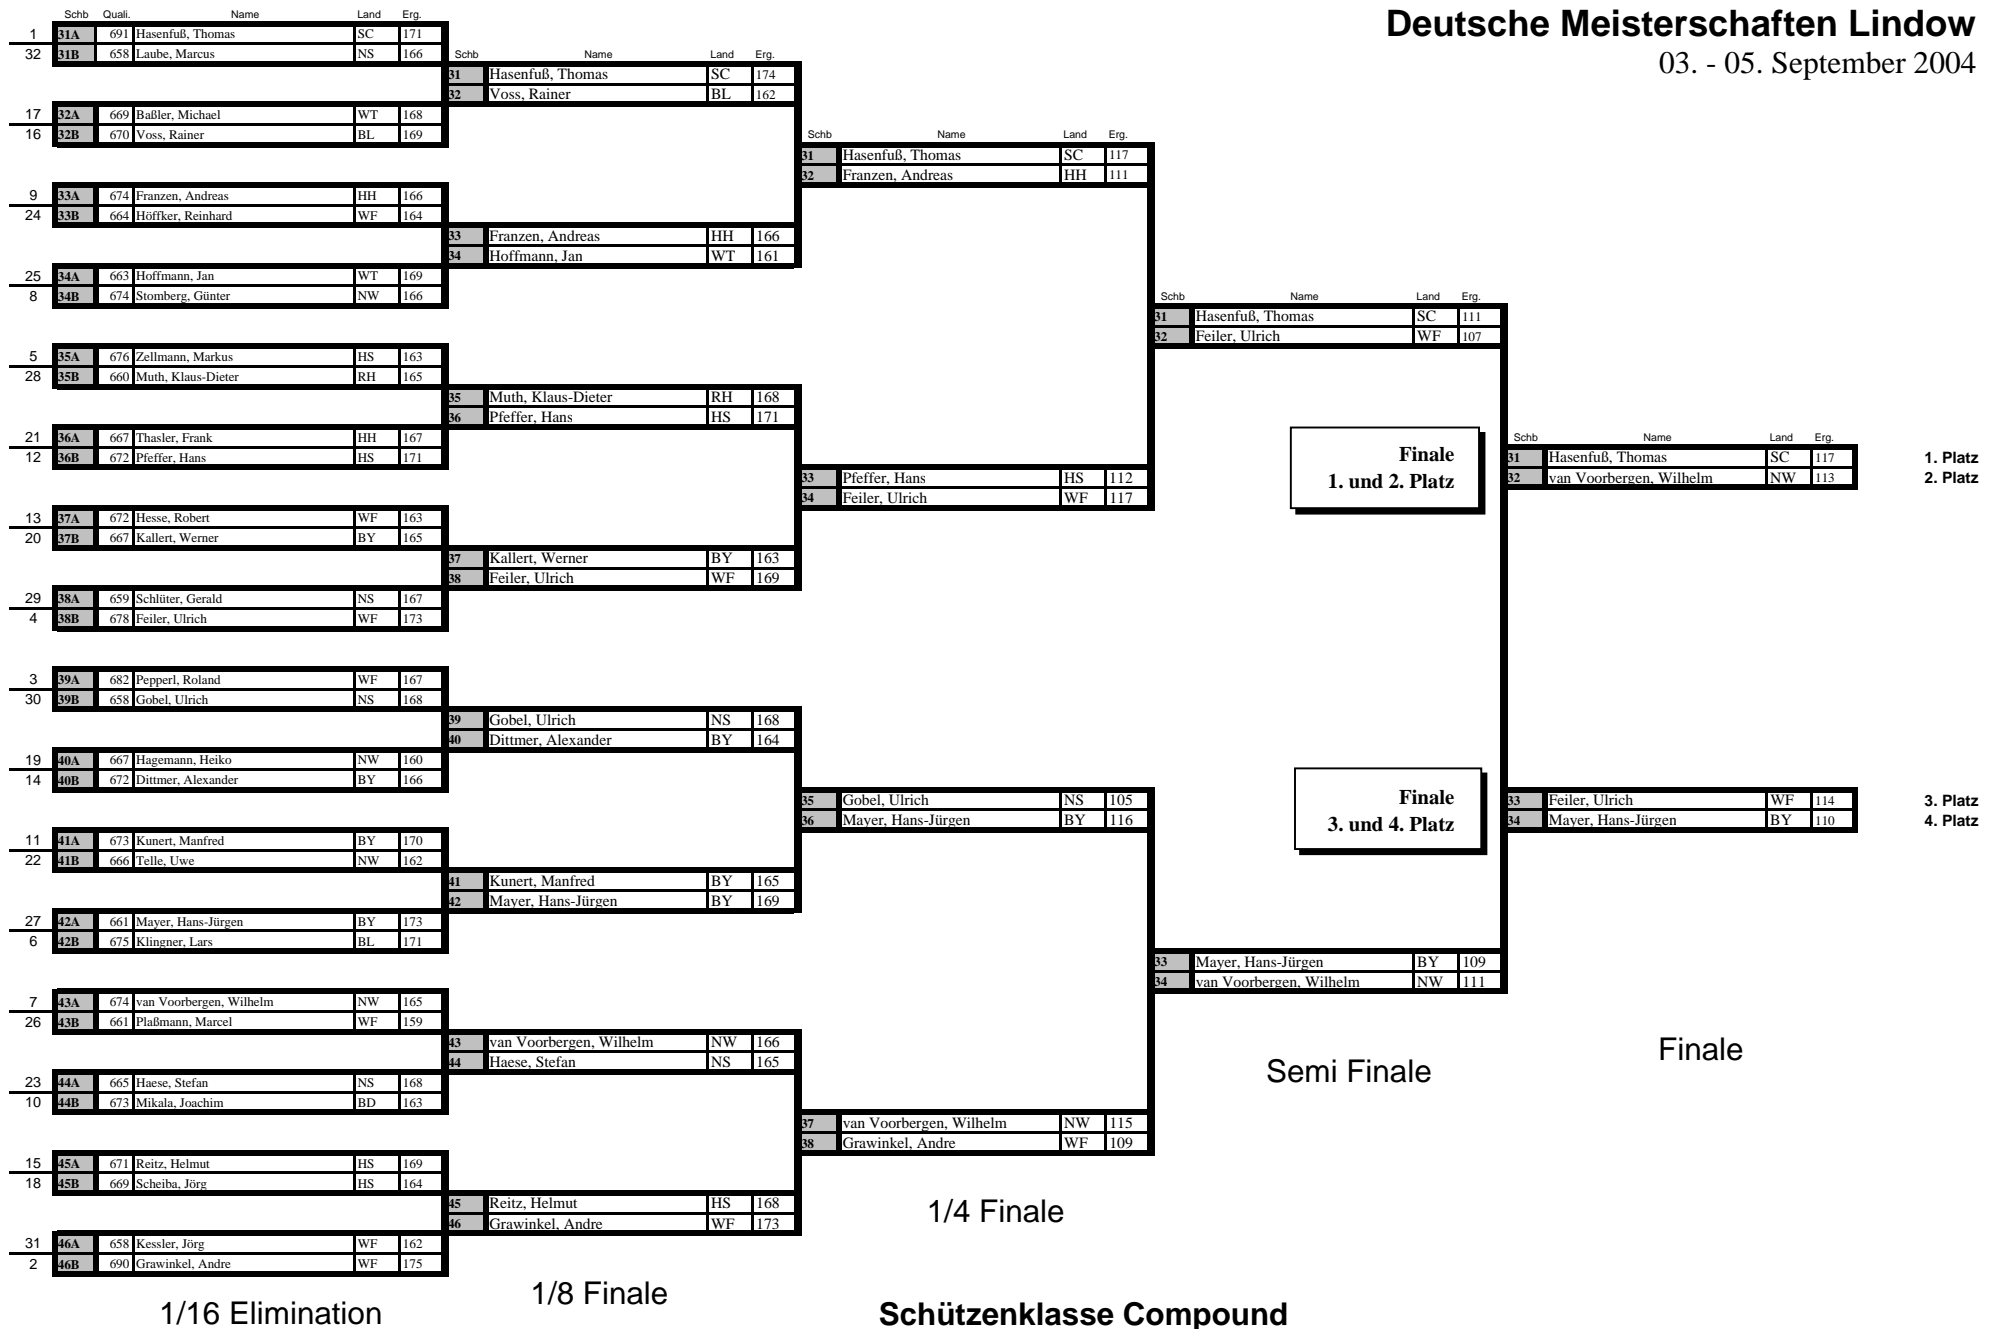 Deutsche Meisterschaften Lindow
03. - 05. September 2004
Schb Quali. Name Land Erg.
1 31A 691 Hasenfuß, Thomas SC 171
32 31B 658 Laube, Marcus NS 166
17 32A 669 Baßler, Michael WT 168
16 32B 670 Voss, Rainer BL 169
9 33A 674 Franzen, Andreas HH 166
24 33B 664 Höffker, Reinhard WF 164
25 34A 663 Hoffmann, Jan WT 169
8 34B 674 Stomberg, Günter NW 166
5 35A 676 Zellmann, Markus HS 163
28 35B 660 Muth, Klaus-Dieter RH 165
21 36A 667 Thasler, Frank HH 167
12 36B 672 Pfeffer, Hans HS 171
13 37A 672 Hesse, Robert WF 163
20 37B 667 Kallert, Werner BY 165
29 38A 659 Schlüter, Gerald NS 167
4 38B 678 Feiler, Ulrich WF 173
3 39A 682 Pepperl, Roland WF 167
30 39B 658 Gobel, Ulrich NS 168
19 40A 667 Hagemann, Heiko NW 160
14 40B 672 Dittmer, Alexander BY 166
11 41A 673 Kunert, Manfred BY 170
22 41B 666 Telle, Uwe NW 162
27 42A 661 Mayer, Hans-Jürgen BY 173
6 42B 675 Klingner, Lars BL 171
7 43A 674 van Voorbergen, Wilhelm NW 165
26 43B 661 Plaßmann, Marcel WF 159
23 44A 665 Haese, Stefan NS 168
10 44B 673 Mikala, Joachim BD 163
15 45A 671 Reitz, Helmut HS 169
18 45B 669 Scheiba, Jörg HS 164
31 46A 658 Kessler, Jörg WF 162
2 46B 690 Grawinkel, Andre WF 175
1/16 Elimination
Schb Name Land Erg.
31 Hasenfuß, Thomas SC 174
32 Voss, Rainer BL 162
33 Franzen, Andreas HH 166
34 Hoffmann, Jan WT 161
35 Muth, Klaus-Dieter RH 168
36 Pfeffer, Hans HS 171
37 Kallert, Werner BY 163
38 Feiler, Ulrich WF 169
39 Gobel, Ulrich NS 168
40 Dittmer, Alexander BY 164
41 Kunert, Manfred BY 165
42 Mayer, Hans-Jürgen BY 169
43 van Voorbergen, Wilhelm NW 166
44 Haese, Stefan NS 165
45 Reitz, Helmut HS 168
46 Grawinkel, Andre WF 173
1/8 Finale
Schb Name Land Erg.
31 Hasenfuß, Thomas SC 117
32 Franzen, Andreas HH 111
33 Pfeffer, Hans HS 112
34 Feiler, Ulrich WF 117
35 Gobel, Ulrich NS 105
36 Mayer, Hans-Jürgen BY 116
37 van Voorbergen, Wilhelm NW 115
38 Grawinkel, Andre WF 109
1/4 Finale
Schb Name Land Erg.
31 Hasenfuß, Thomas SC 111
32 Feiler, Ulrich WF 107
33 Mayer, Hans-Jürgen BY 109
34 van Voorbergen, Wilhelm NW 111
Semi Finale
Finale
1. und 2. Platz
Schb Name Land Erg.
31 Hasenfuß, Thomas SC 117 1. Platz
32 van Voorbergen, Wilhelm NW 113 2. Platz
Finale
3. und 4. Platz
33 Feiler, Ulrich WF 114 3. Platz
34 Mayer, Hans-Jürgen BY 110 4. Platz
Finale
Schützenklasse Compound